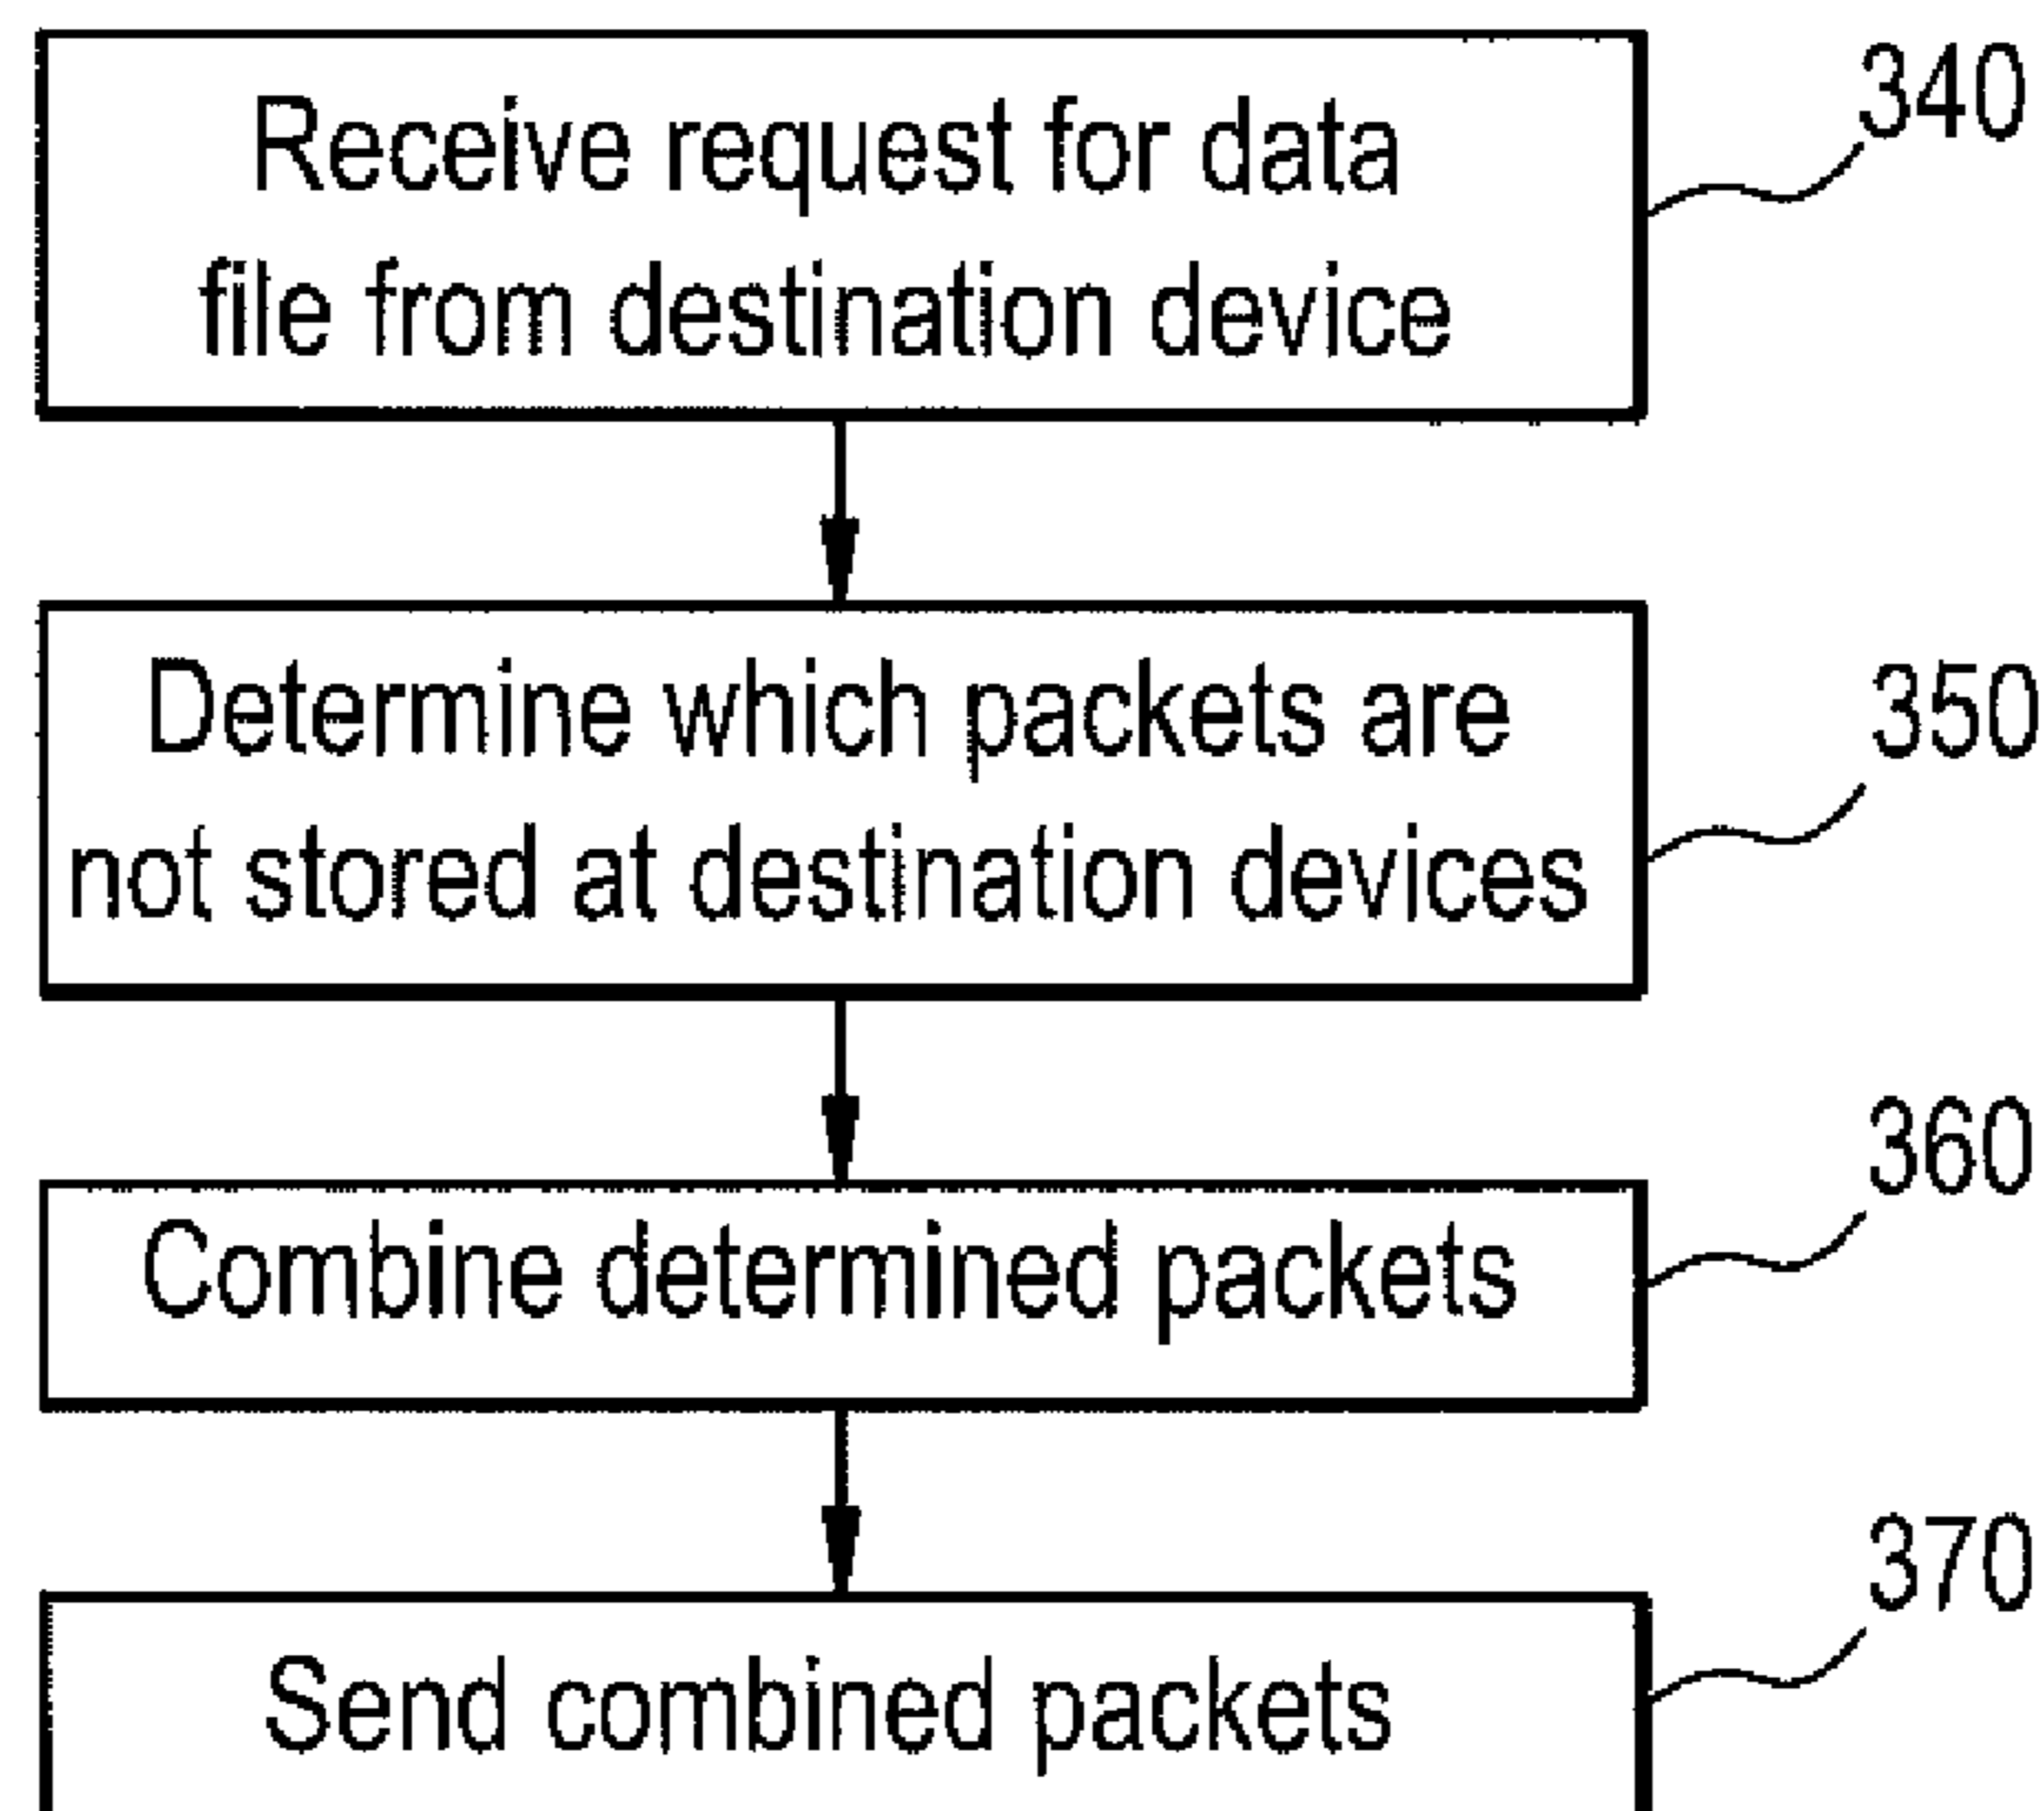 Receive request for data
file from destination device
340
Determine which packets are
not stored at destination devices
350
Combine determined packets
360
Send combined packets
370